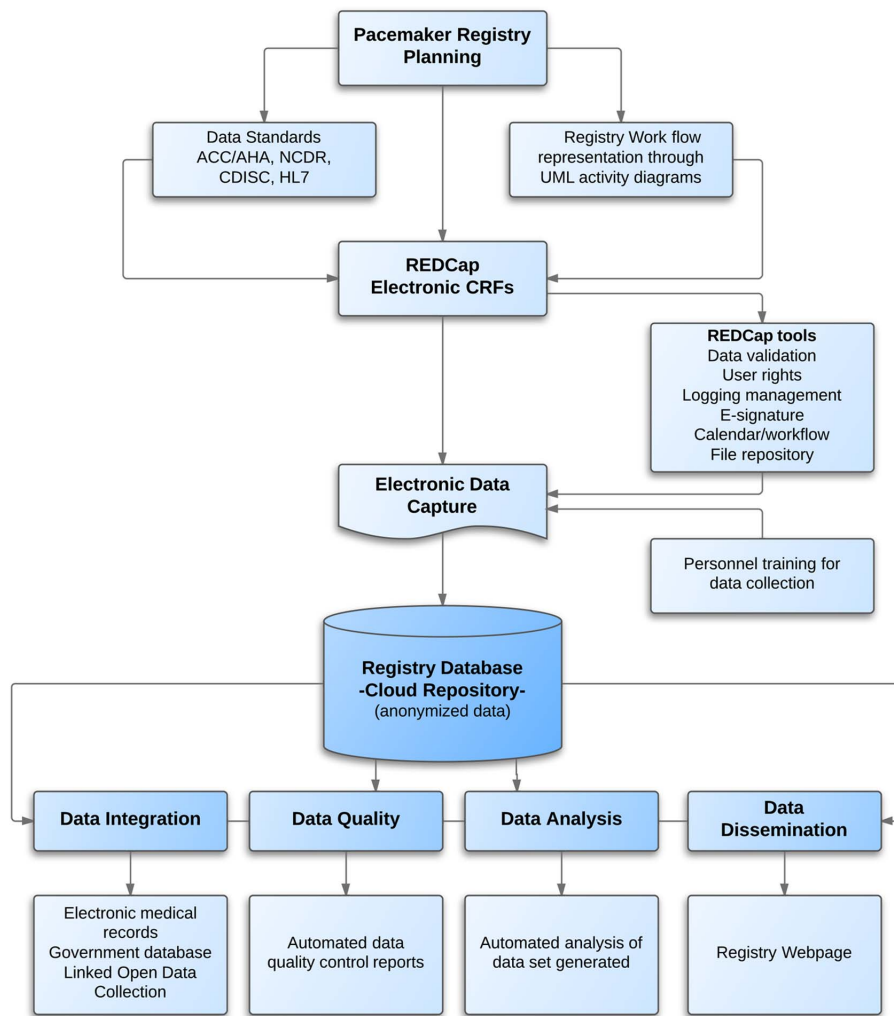 Pacemaker Registry
Planning
Data Standards
ACC/AHA, NCDR,
CDISC, HL7
Registry Work flow
representation through
UML activity diagrams
REDCap
Electronic CRFs
REDCap tools
Data validation
User rights
Logging management
E-signature
Calendar/workflow
File repository
Electronic Data
Capture
Personnel training for
data collection
Registry Database
-Cloud Repository-
(anonymized data)
Data Integration
Data Quality
Data Analysis
Data
Dissemination
Electronic medical
records
Government database
Linked Open Data
Collection
Automated data
quality control reports
Automated analysis of
data set generated
Registry Webpage